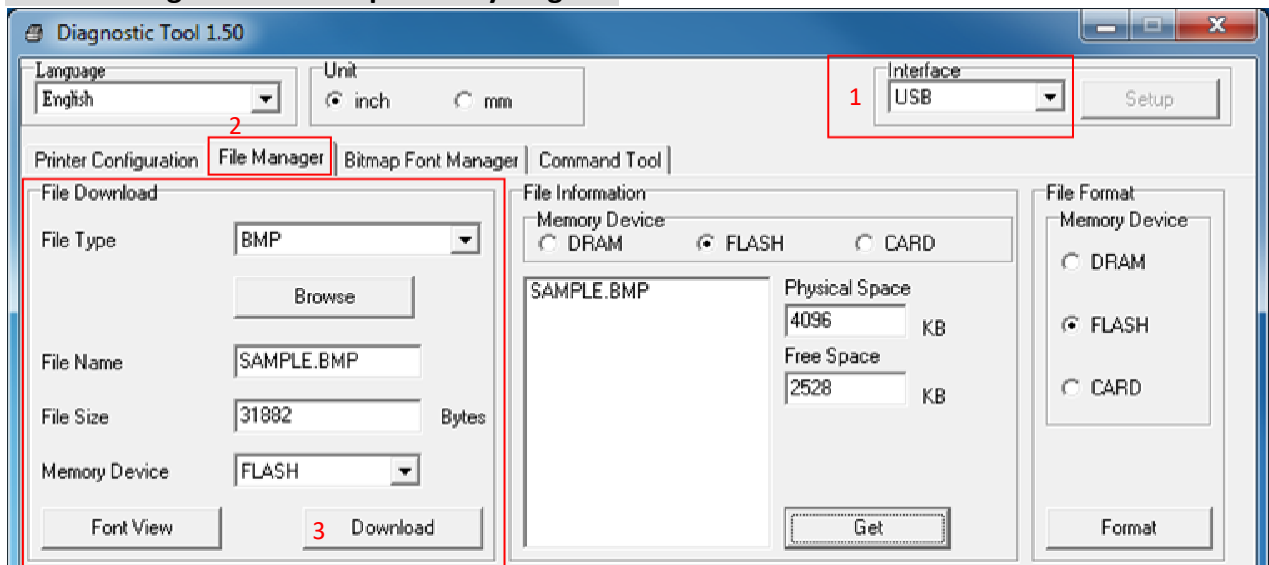 Diagnostic Tool 1.50
Language
Unit
Interface
English
inch
mm
1
USB
Setup
2
Printer Configuration
File Manager
Bitmap Font Manager
Command Tool
File Download
File Type
BMP
Browse
File Name
SAMPLE.BMP
File Size
31882
Bytes
Memory Device
FLASH
Font View
3
Download
File Information
Memory Device
DRAM
FLASH
CARD
SAMPLE.BMP
Physical Space
4096
KB
Free Space
2528
KB
Get
File Format
Memory Device
DRAM
FLASH
CARD
Format